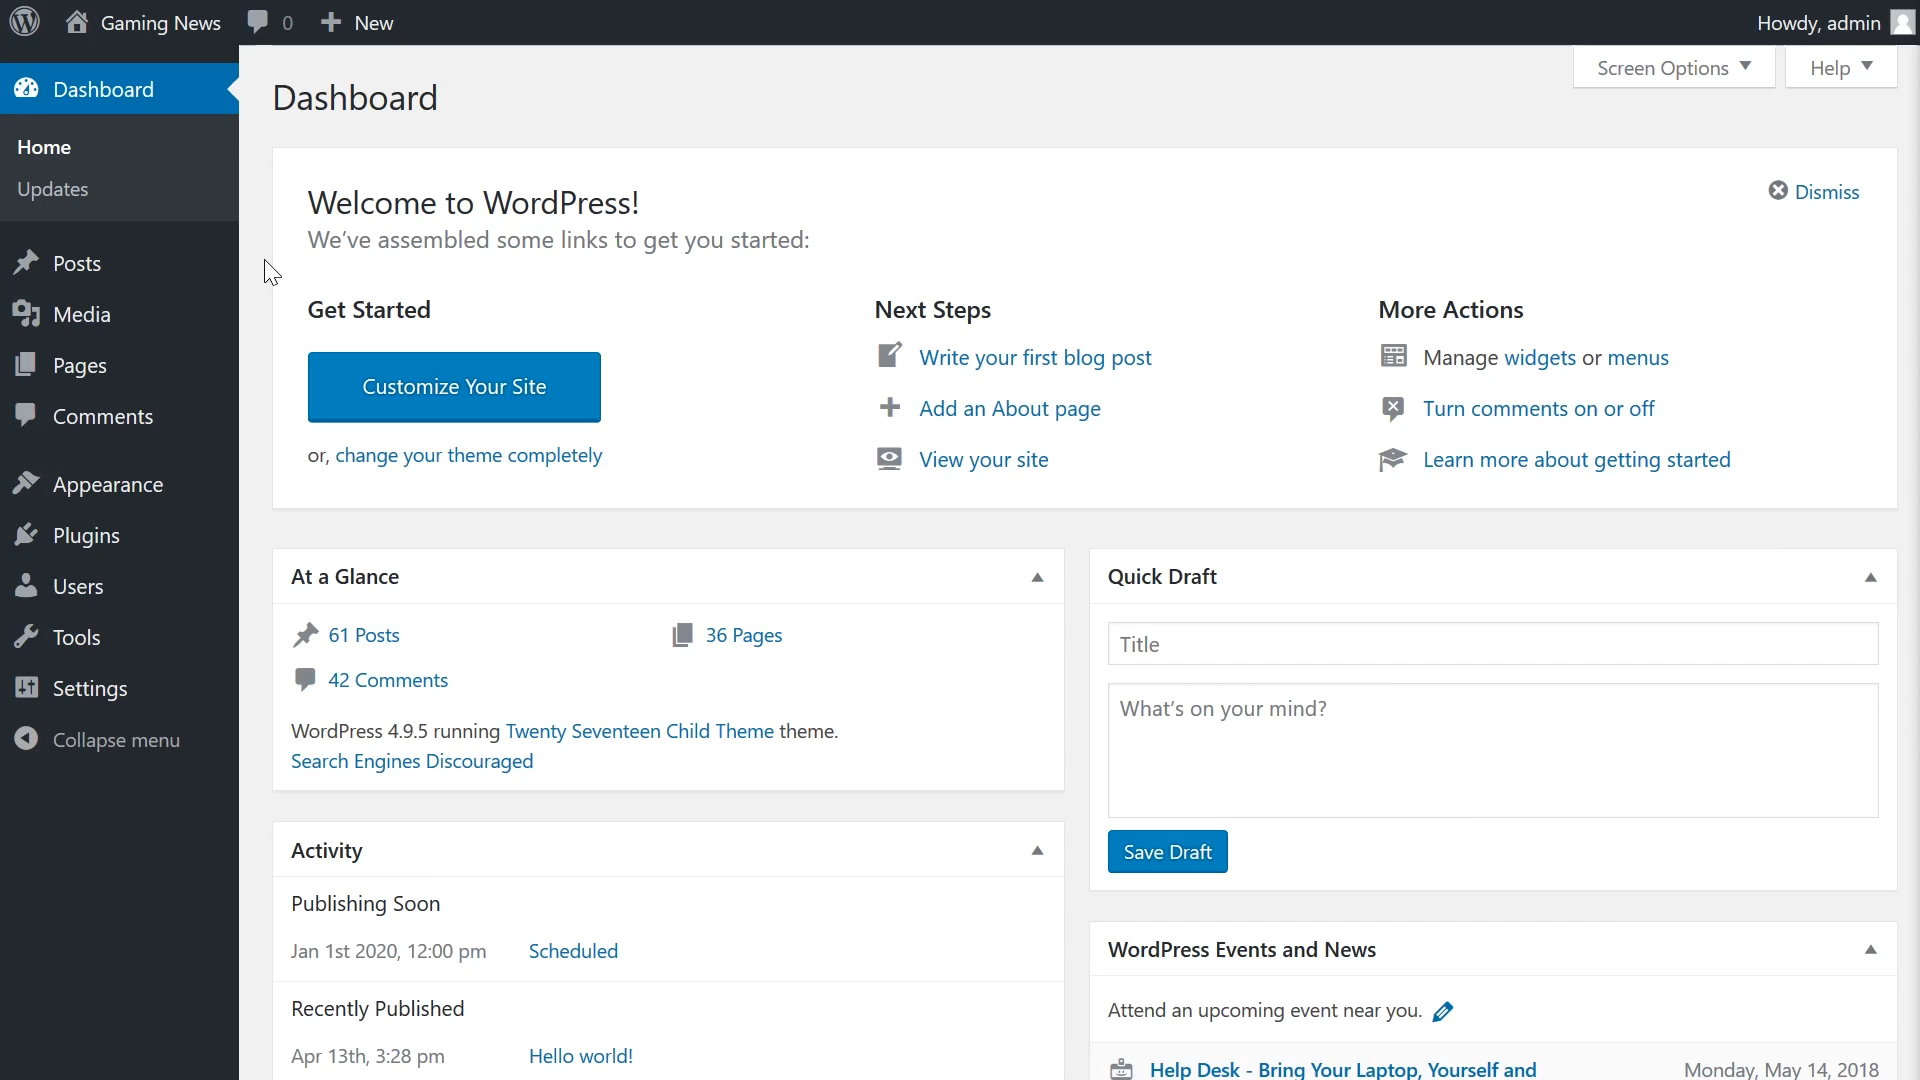 Gaming News 0 New Howdy, admin
Screen Options Help
Dashboard
Home
Updates
Posts
Media
Pages
Comments
Appearance
Plugins
Users
Tools
Settings
Collapse menu
Dashboard
Welcome to WordPress!
Dismiss
We've assembled some links to get you started:
Get Started
Customize Your Site
or, change your theme completely
Next Steps
Write your first blog post
Add an About page
View your site
More Actions
Manage widgets or menus
Turn comments on or off
Learn more about getting started
At a Glance
61 Posts 36 Pages
42 Comments
WordPress 4.9.5 running Twenty Seventeen Child Theme theme.
Search Engines Discouraged
Activity
Publishing Soon
Jan 1st 2020, 12:00 pm Scheduled
Recently Published
Apr 13th, 3:28 pm Hello world!
Quick Draft
Title
What's on your mind?
Save Draft
WordPress Events and News
Attend an upcoming event near you.
Help Desk - Bring Your Laptop, Yourself and Monday, May 14, 2018